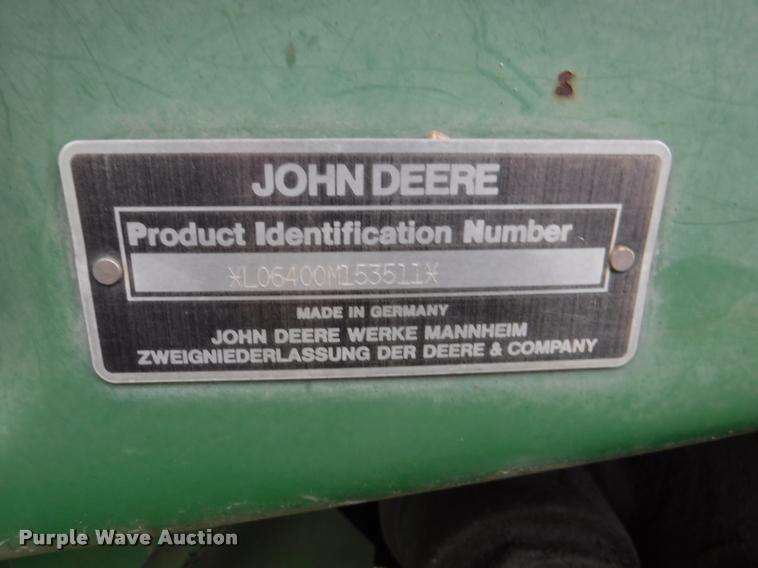 JOHN DEERE
Product Identification Number
*L06400M153511*
MADE IN GERMANY
JOHN DEERE WERKE MANNHEIM
ZWEIGNIEDERLASSUNG DER DEERE & COMPANY
Purple Wave Auction